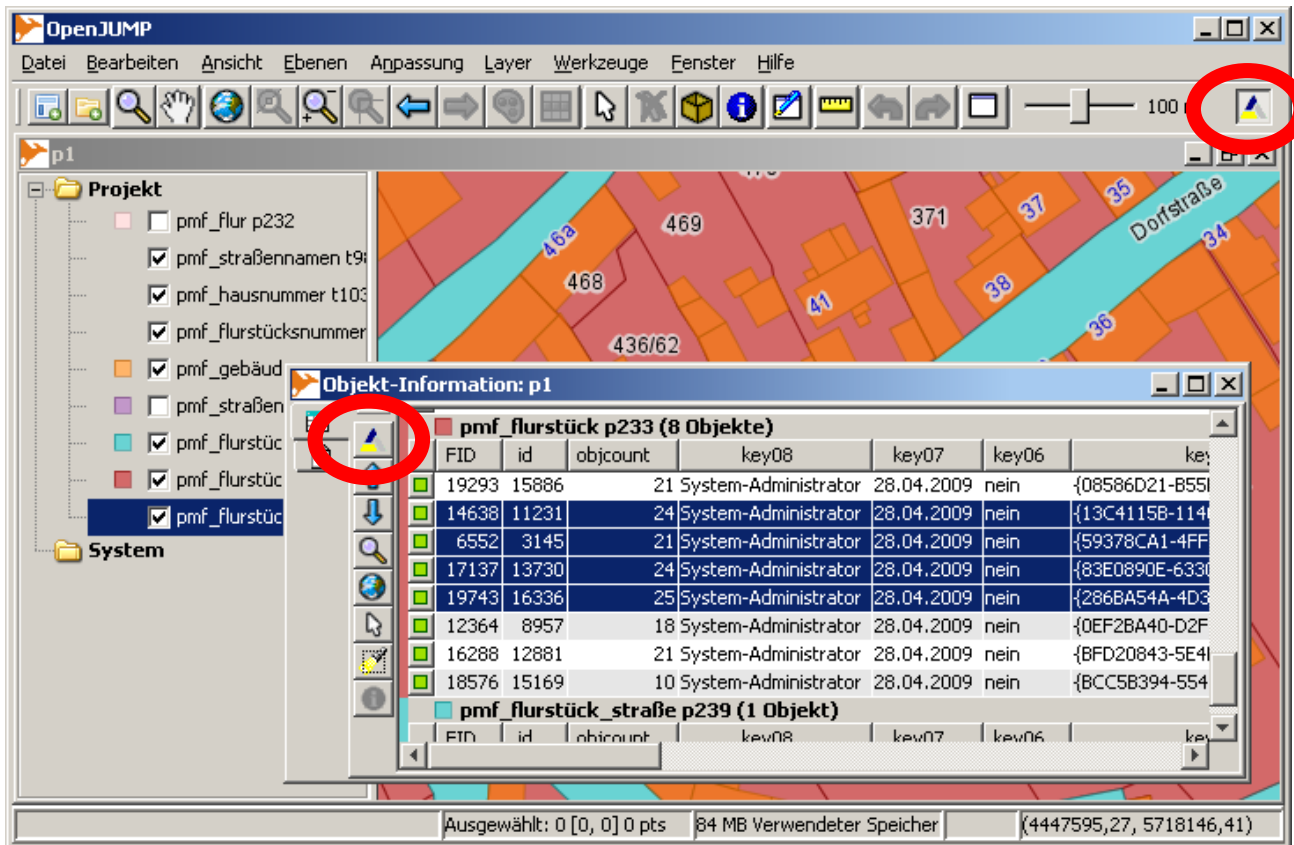 OpenJUMP
Datei Bearbeiten Ansicht Ebenen Anpassung Layer Werkzeuge Fenster Hilfe
100
p1
Projekt
pmf_flur p232
pmf_straßennamen
pmf_hausnummer
pmf_flurstücksnummer
pmf_gebäud
pmf_straßen
pmf_flurstüc
pmf_flurstüc
pmf_flurstüc
System
469
371
37
35
Dorfstraße
34
46a
468
41
38
36
436/62
Objekt-Information: p1
pmf_flurstück p233 (8 Objekte)
FID id objcount key08 key07 key06 key
19293 15886 21 System-Administrator 28.04.2009 nein {08586D21-B55
14638 11231 24 System-Administrator 28.04.2009 nein {13C4115B-114
6552 3145 21 System-Administrator 28.04.2009 nein {59378CA1-4FF
17137 13730 24 System-Administrator 28.04.2009 nein {83E0890E-633
19743 16336 25 System-Administrator 28.04.2009 nein {286BA54A-4D3
12364 8957 18 System-Administrator 28.04.2009 nein {0EF2BA40-D2F
16288 12881 21 System-Administrator 28.04.2009 nein {BFD20843-5E4
18576 15169 10 System-Administrator 28.04.2009 nein {BCC5B394-554
pmf_flurstück_straße p239 (1 Objekt)
FID id objcount key08 key07 key06 key
Ausgewählt: 0 [0, 0] 0 pts 84 MB Verwendeter Speicher (4447595,27, 5718146,41)